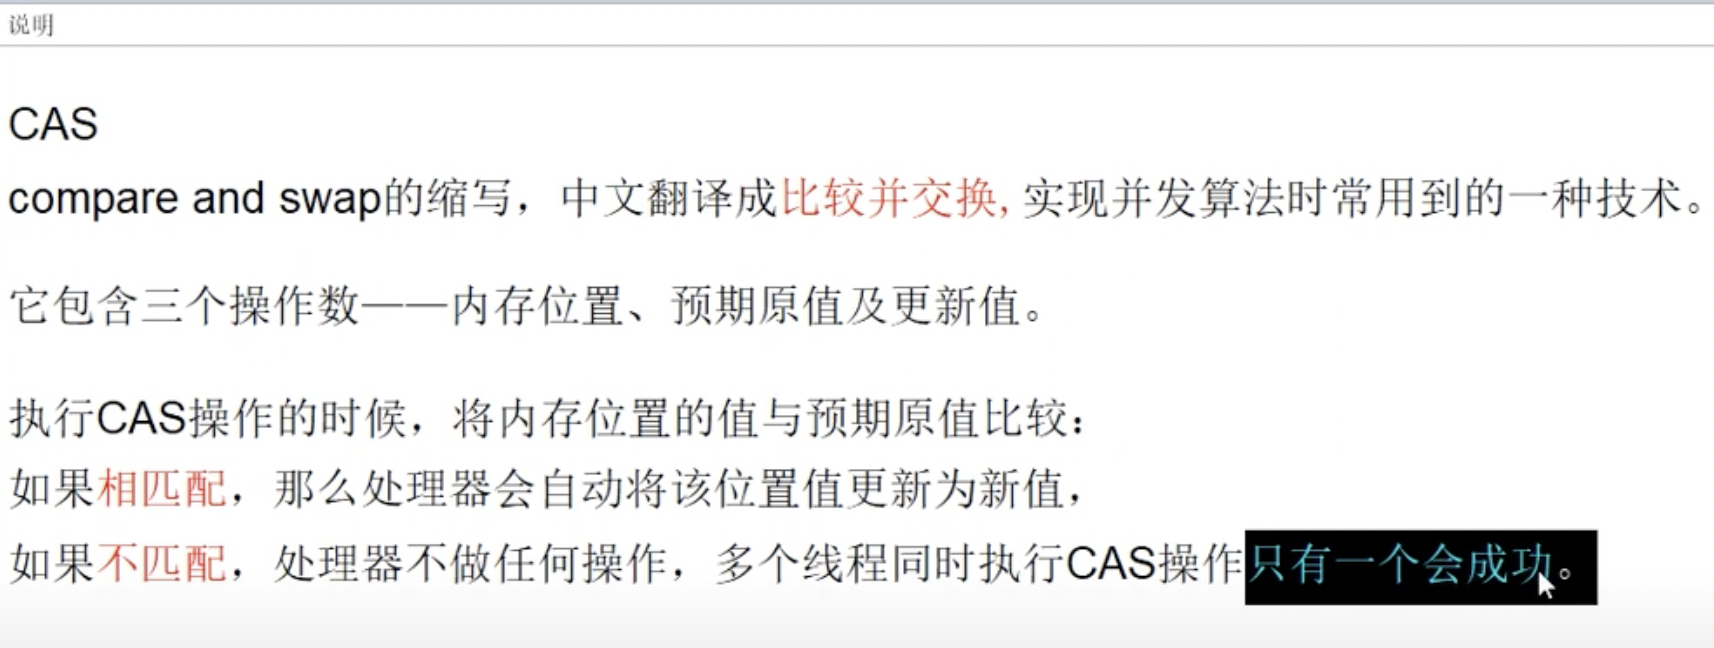 说明
CAS
compare and swap的缩写，中文翻译成比较并交换,实现并发算法时常用到的一种技术。
它包含三个操作数——内存位置、预期原值及更新值。
执行CAS操作的时候，将内存位置的值与预期原值比较：
如果相匹配，那么处理器会自动将该位置值更新为新值，
如果不匹配，处理器不做任何操作，多个线程同时执行CAS操作只有一个会成功。